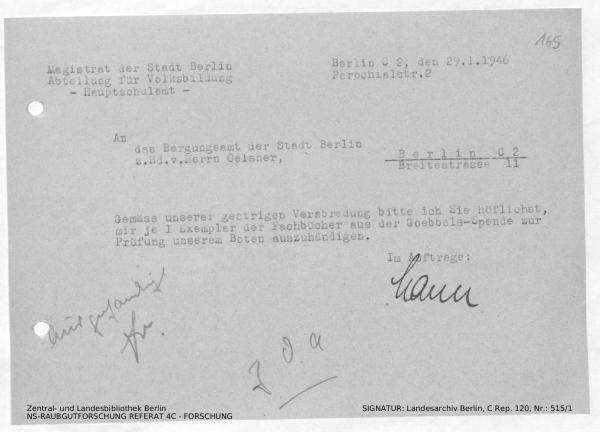 165
Magistrat der Stadt Berlin
Abteilung für Volksbildung
- Hauptschulamt -
Berlin C 2, den 29.1.1946
Parochialstr.2
An
das Bergungsamt der Stadt Berlin
z.Hd.v.Herrn Oelsner,
Berlin C 2
Breitestrasse 11
Gemäss unserer gestrigen Verabredung bitte ich Sie höflichst,
mir je 1 Exemplar der Fachbücher aus der Goebbels-Spende zur
Prüfung unserem Boten auszuhändigen.
Im Auftrage:
ausgehändigt
z d A
Zentral- und Landesbibliothek Berlin
NS-RAUBGUTFORSCHUNG REFERAT 4C - FORSCHUNG
SIGNATUR: Landesarchiv Berlin, C Rep. 120, Nr.: 515/1